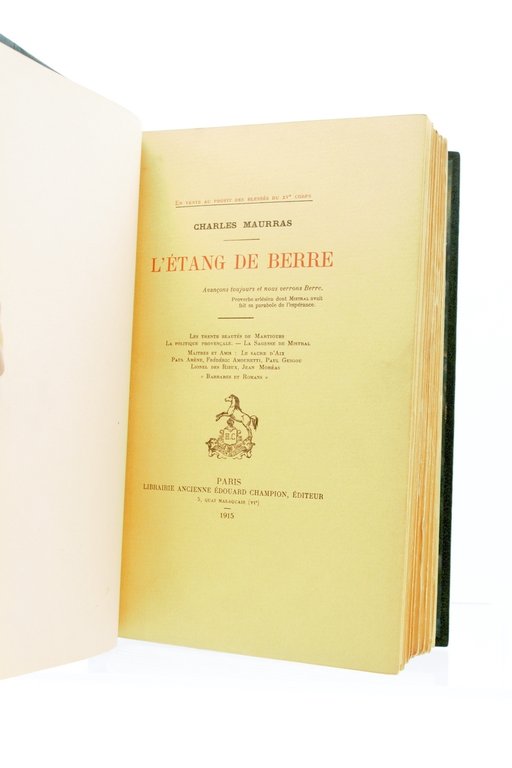 EN VENTE AU PROFIT DES BLESSÉS DU XVᵉ CORPS
CHARLES MAURRAS
L'ÉTANG DE BERRE
Avançons toujours et nous verrons Berre.
Proverbe arlésien dont MISTRAL avait
fait sa parabole de l'espérance.
LES TRENTE BEAUTÉS DE MARTIGUES
LA POLITIQUE PROVENÇALE. — LA SAGESSE DE MISTRAL
MAITRES ET AMIS : LE SACRE D'AIX
PAUL ARÈNE, FRÉDÉRIC AMOURETTI, PAUL GUIGOU
LIONEL DES RIEUX, JEAN MORÉAS
« BARBARES ET ROMANS »
H.C.
PARIS
LIBRAIRIE ANCIENNE ÉDOUARD CHAMPION, ÉDITEUR
5, QUAI MALAQUAIS (VIᵉ)
1915